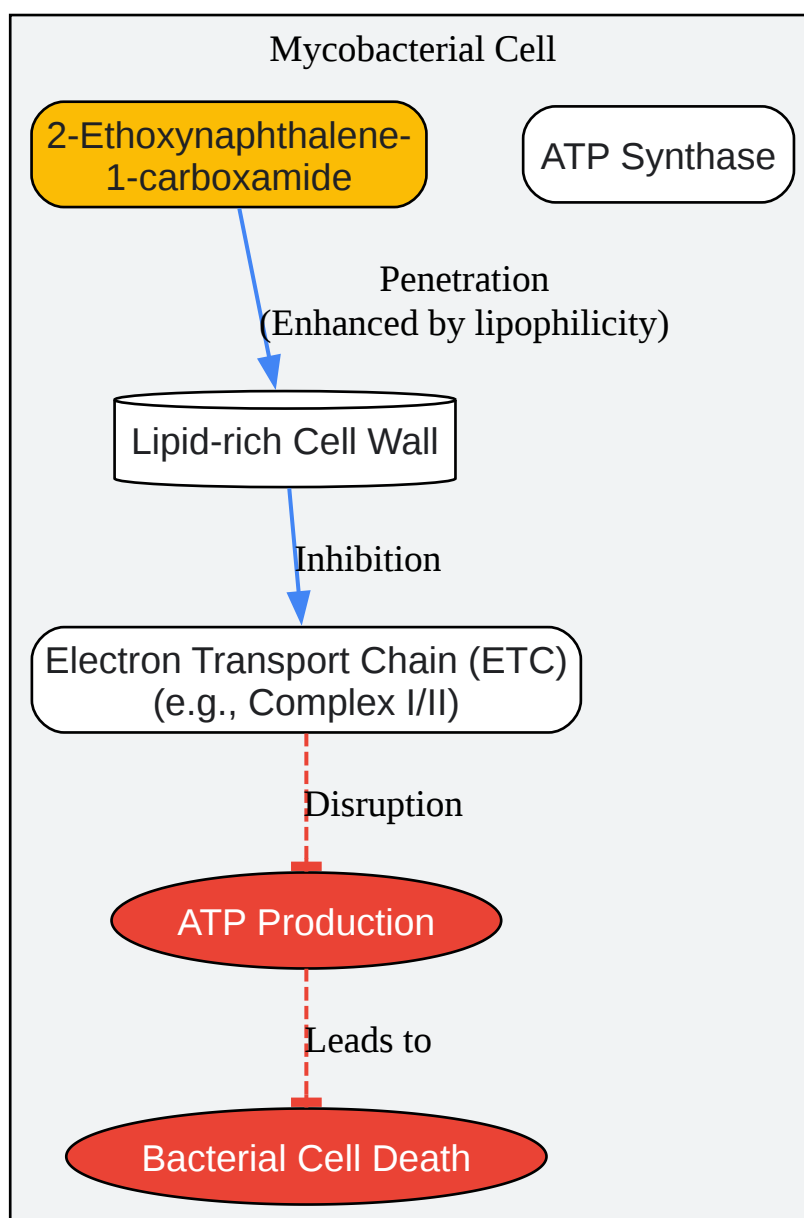 Mycobacterial Cell
2-Ethoxynaphthalene-
1-carboxamide
ATP Synthase
Penetration
(Enhanced by lipophilicity)
Lipid-rich Cell Wall
Inhibition
Electron Transport Chain (ETC)
(e.g., Complex I/II)
Disruption
ATP Production
Leads to
Bacterial Cell Death